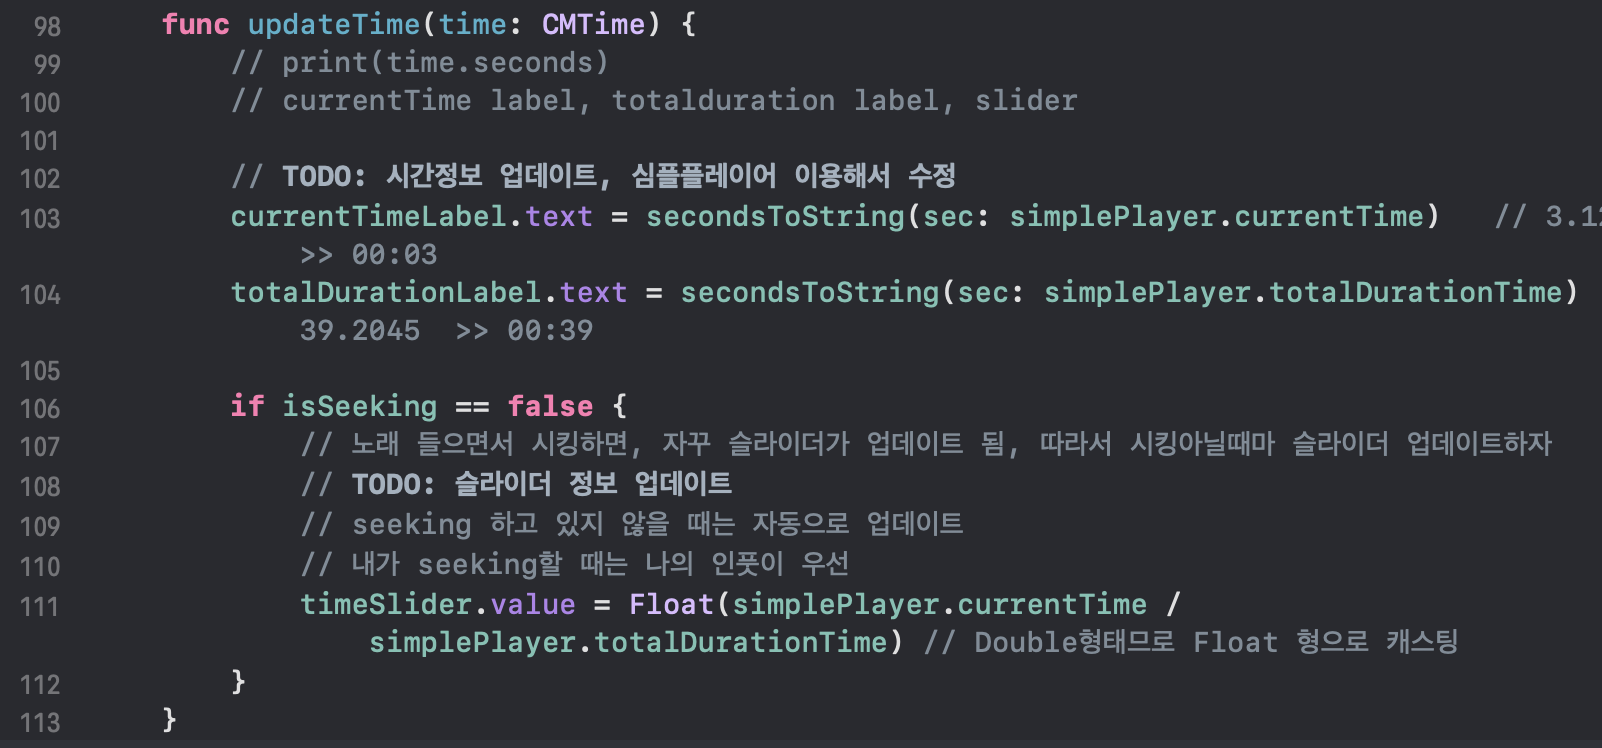 98 func updateTime(time: CMTime) {
99 // print(time.seconds)
100 // currentTime label, totalduration label, slider
101
102 // TODO: 시간정보 업데이트, 심플플레이어 이용해서 수정
103 currentTimeLabel.text = secondsToString(sec: simplePlayer.currentTime) // 3.12
>> 00:03
104 totalDurationLabel.text = secondsToString(sec: simplePlayer.totalDurationTime)
39.2045 >> 00:39
105
106 if isSeeking == false {
107 // 노래 들으면서 시킹하면, 자꾸 슬라이더가 업데이트 됨, 따라서 시킹아닐때마 슬라이더 업데이트하자
108 // TODO: 슬라이더 정보 업데이트
109 // seeking 하고 있지 않을 때는 자동으로 업데이트
110 // 내가 seeking할 때는 나의 인풋이 우선
111 timeSlider.value = Float(simplePlayer.currentTime /
simplePlayer.totalDurationTime) // Double형태므로 Float 형으로 캐스팅
112 }
113 }